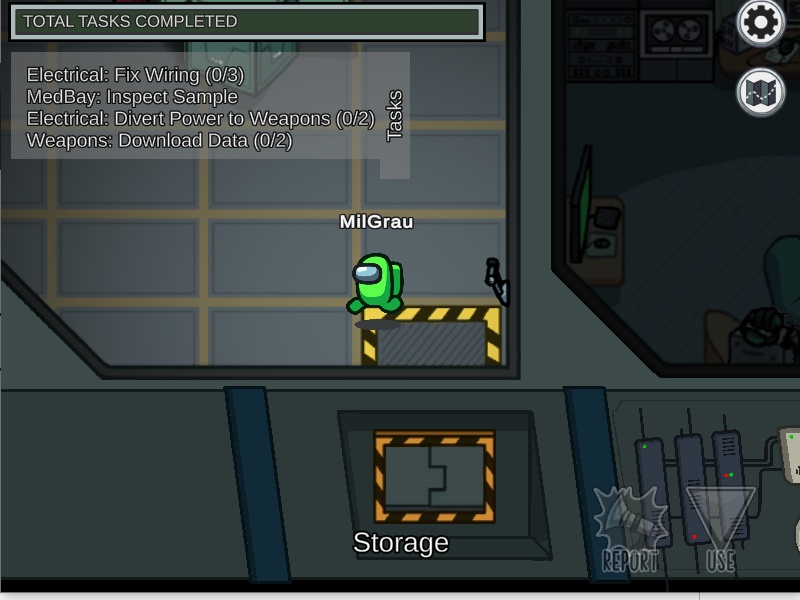 TOTAL TASKS COMPLETED
Electrical: Fix Wiring (0/3)
MedBay: Inspect Sample
Electrical: Divert Power to Weapons (0/2)
Weapons: Download Data (0/2)
Tasks
MilGrau
Storage
REPORT
USE